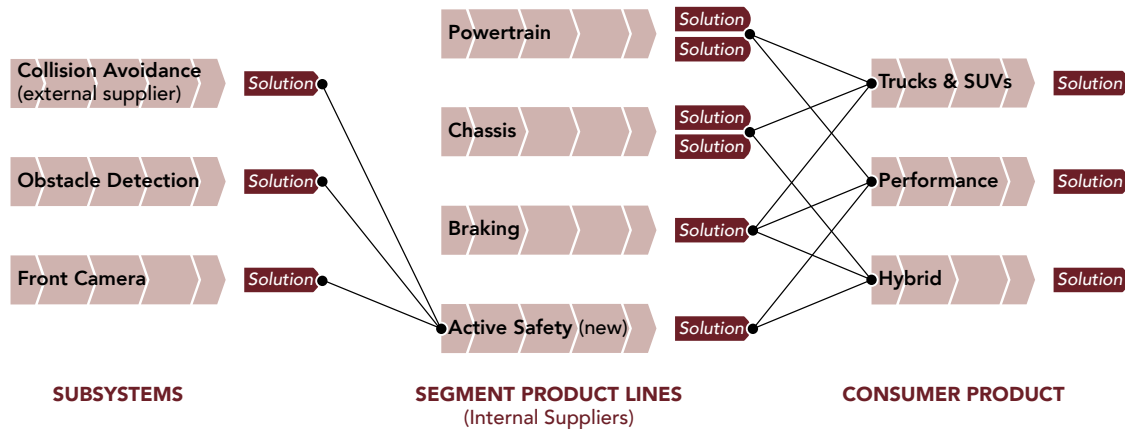 Collision Avoidance
(external supplier)
Solution
Obstacle Detection
Solution
Front Camera
Solution
SUBSYSTEMS
Powertrain
Solution
Solution
Chassis
Solution
Solution
Braking
Solution
Active Safety (new)
Solution
SEGMENT PRODUCT LINES
(Internal Suppliers)
Trucks & SUVs
Solution
Performance
Solution
Hybrid
Solution
CONSUMER PRODUCT